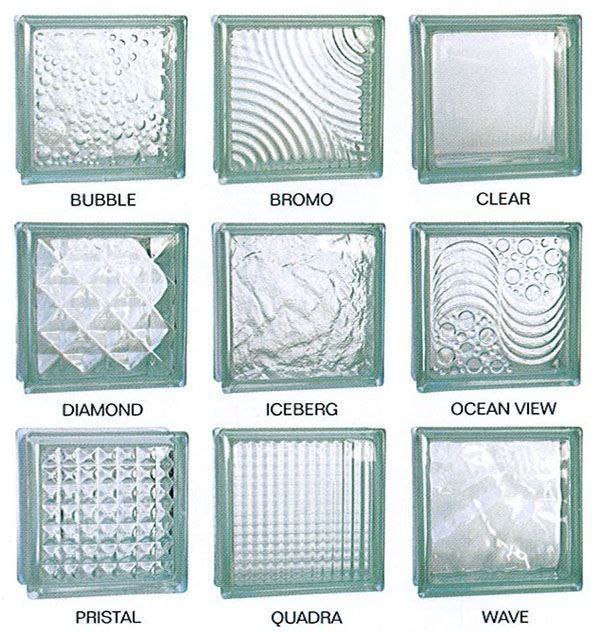 BUBBLE
BROMO
CLEAR
DIAMOND
ICEBERG
OCEAN VIEW
PRISTAL
QUADRA
WAVE